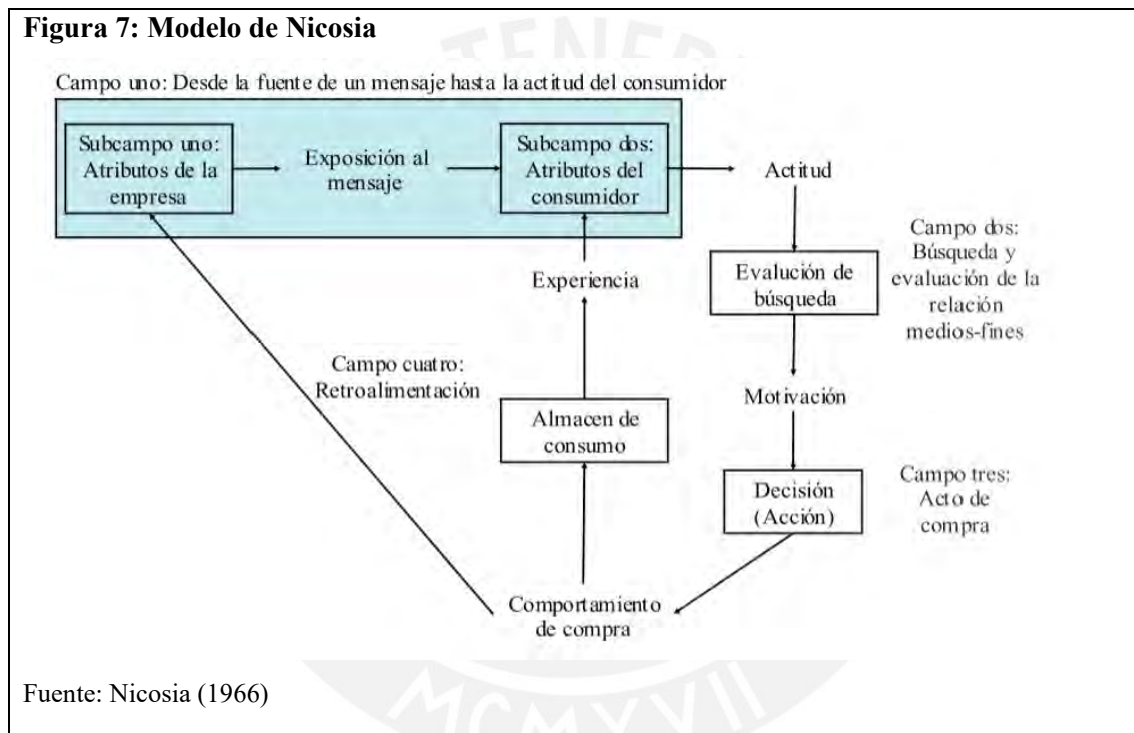 Figura 7: Modelo de Nicosia
Campo uno: Desde la fuente de un mensaje hasta la actitud del consumidor
Subcampo uno:
Atributos de la
empresa
Exposición al
mensaje
Subcampo dos:
Atributos del
consumidor
Actitud
Campo dos:
Búsqueda y
evaluación de la
relación
medios-fines
Evalución de
búsqueda
Experiencia
Campo cuatro:
Retroalimentación
Motivación
Almacen de
consumo
Campo tres:
Acto de
compra
Decisión
(Acción)
Comportamiento
de compra
Fuente: Nicosia (1966)
TENEB
MCMXVII